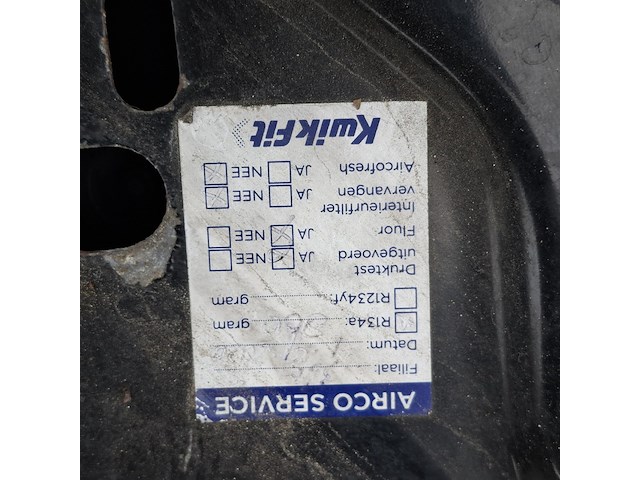 AIRCO SERVICE
Filiaal:
Datum:
R134a: gram
R1234yf: gram
Druktest
uitgevoerd JA NEE
Fluor JA NEE
Interieurfilter
vervangen JA NEE
Aircofresh JA NEE
KwikFit